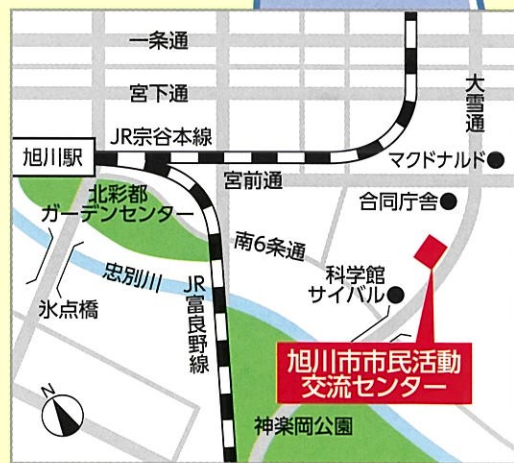 一条通
宮下通
大雪通
JR宗谷本線
旭川駅
マクドナルド
宮前通
北彩都
ガーデンセンター
合同庁舎
南6条通
忠別川
JR富良野線
科学館
サイパル
氷点橋
旭川市市民活動
交流センター
神楽岡公園
N